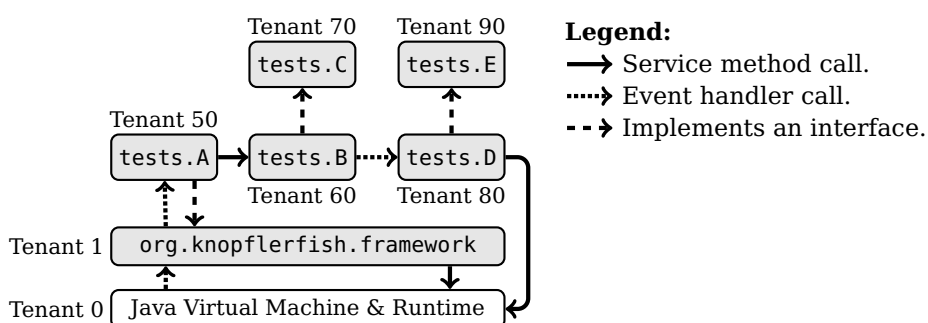 Tenant 70
Tenant 90
Legend:
tests.C
tests.E
Service method call.
Event handler call.
Tenant 50
Implements an interface.
tests.A
tests.B
tests.D
Tenant 60
Tenant 80
Tenant 1
org.knopflerfish.framework
Tenant 0
Java Virtual Machine & Runtime